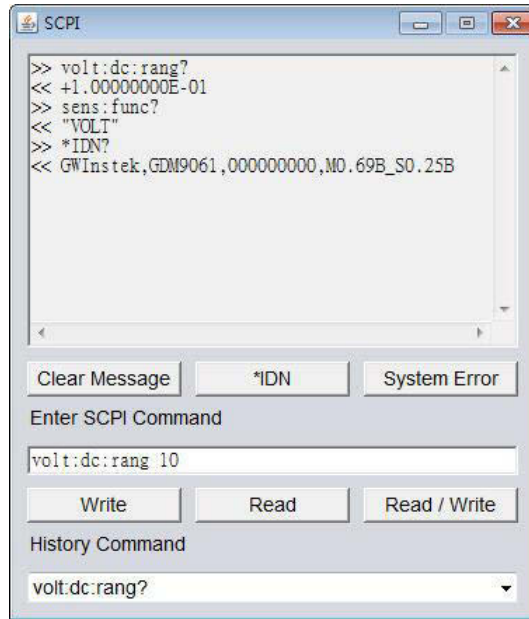 SCPI
>> volt:dc:rang?
<< +1.00000000E-01
>> sens:func?
<< "VOLT"
>> *IDN?
<< GWInstek,GDM9061,000000000,M0.69B_S0.25B
Clear Message *IDN System Error
Enter SCPI Command
volt:dc:rang 10
Write Read Read / Write
History Command
volt:dc:rang?